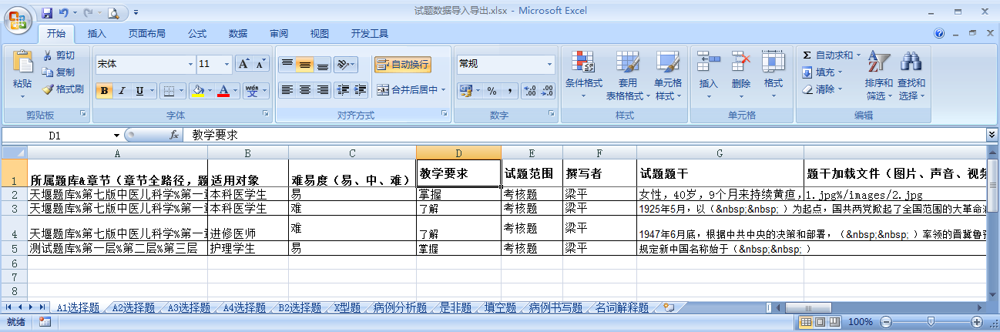 试题数据导入导出.xlsx - Microsoft Excel
开始 插入 页面布局 公式 数据 审阅 视图 开发工具
剪切 宋体 11 自动换行 常规 自动求和
复制 填充
粘贴 格式刷 B I U wén 文 合并后居中 % , 条件格式 套用表格格式 单元格样式 插入 删除 格式 清除 排序和筛选 查找和选择
剪贴板 字体 对齐方式 数字 样式 单元格 编辑
D1 fx 教学要求
A B C D E F G
1 所属题库&章节（章节全路径，题 适用对象 难易度（易、中、难） 教学要求 试题范围 撰写者 试题题干 题干加载文件（图片、声音、视频
2 天堰题库%第七版中医儿科学%第一章 本科医学生 易 掌握 考核题 梁平 女性，40岁，9个月来持续黄疸， 1.jpg%/images/2.jpg
3 天堰题库%第七版中医儿科学%第一章 本科医学生 难 了解 考核题 梁平 1925年5月，以（&nbsp;&nbsp; ）为起点，国共两党掀起了全国范围的大革命
4 天堰题库%第七版中医儿科学%第一章 进修医师 难 了解 考核题 梁平 1947年6月底，根据中共中央的决策和部署，（&nbsp;&nbsp; ）率领的晋冀鲁
5 测试题库%第一层%第二层%第三层 护理学生 易 掌握 考核题 梁平 规定新中国名称始于（&nbsp;&nbsp; ）
6
7
8
A1选择题 A2选择题 A3选择题 A4选择题 B2选择题 X型题 病例分析题 是非题 填空题 病例书写题 名词解释题
就绪 100%